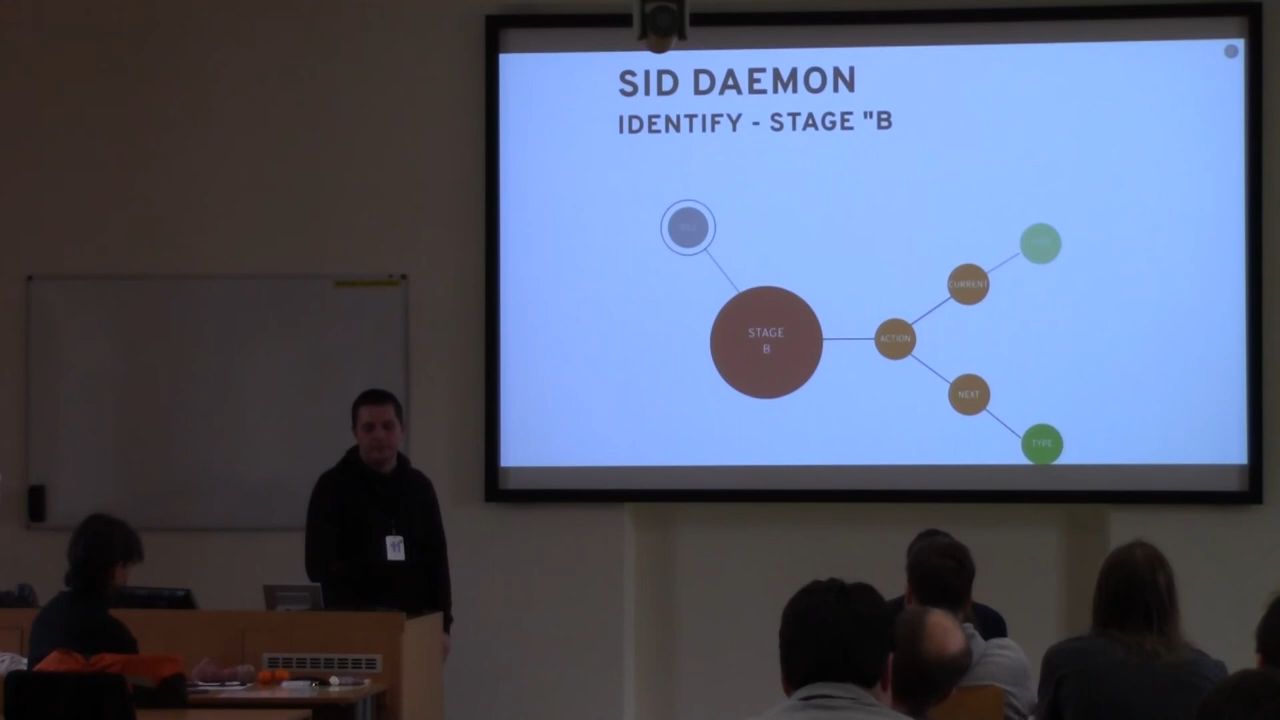 SID DAEMON
IDENTIFY - STAGE "B
CURRENT
STAGE
B
ACTION
NEXT
TYPE